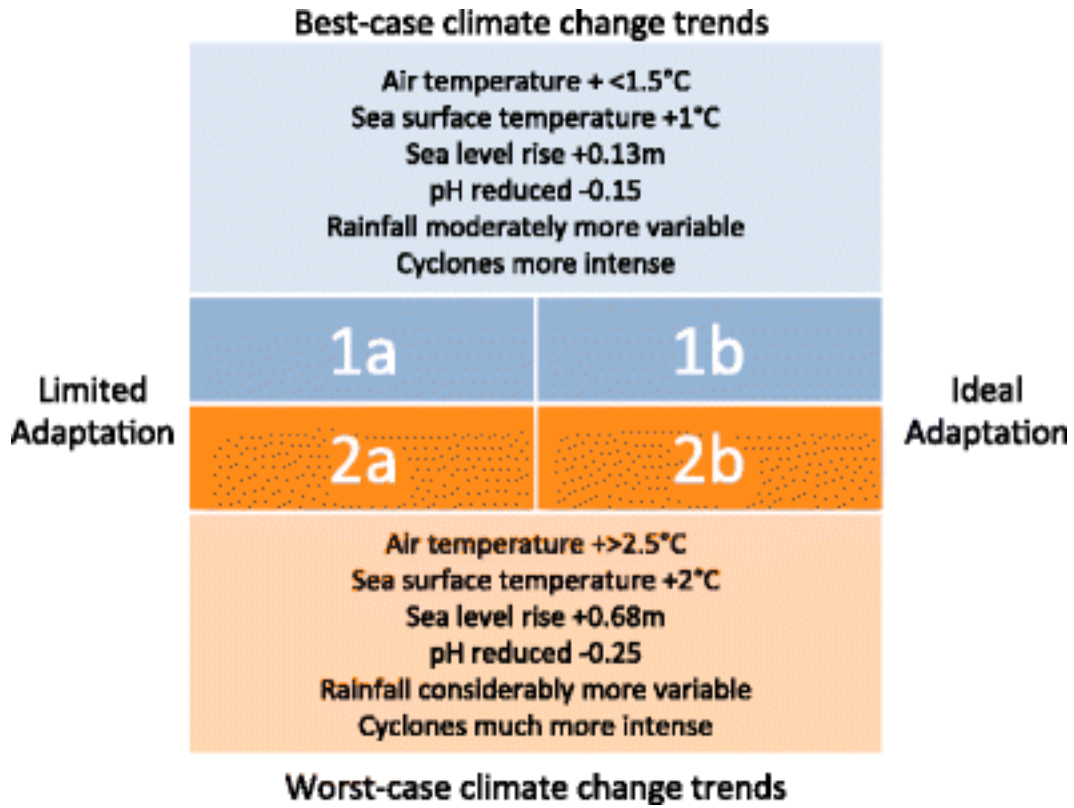 Best-case climate change trends
Air temperature + <1.5°C
Sea surface temperature +1°C
Sea level rise +0.13m
pH reduced -0.15
Rainfall moderately more variable
Cyclones more intense
1a
1b
Limited
Adaptation
Ideal
Adaptation
2a
2b
Air temperature +>2.5°C
Sea surface temperature +2°C
Sea level rise +0.68m
pH reduced -0.25
Rainfall considerably more variable
Cyclones much more intense
Worst-case climate change trends